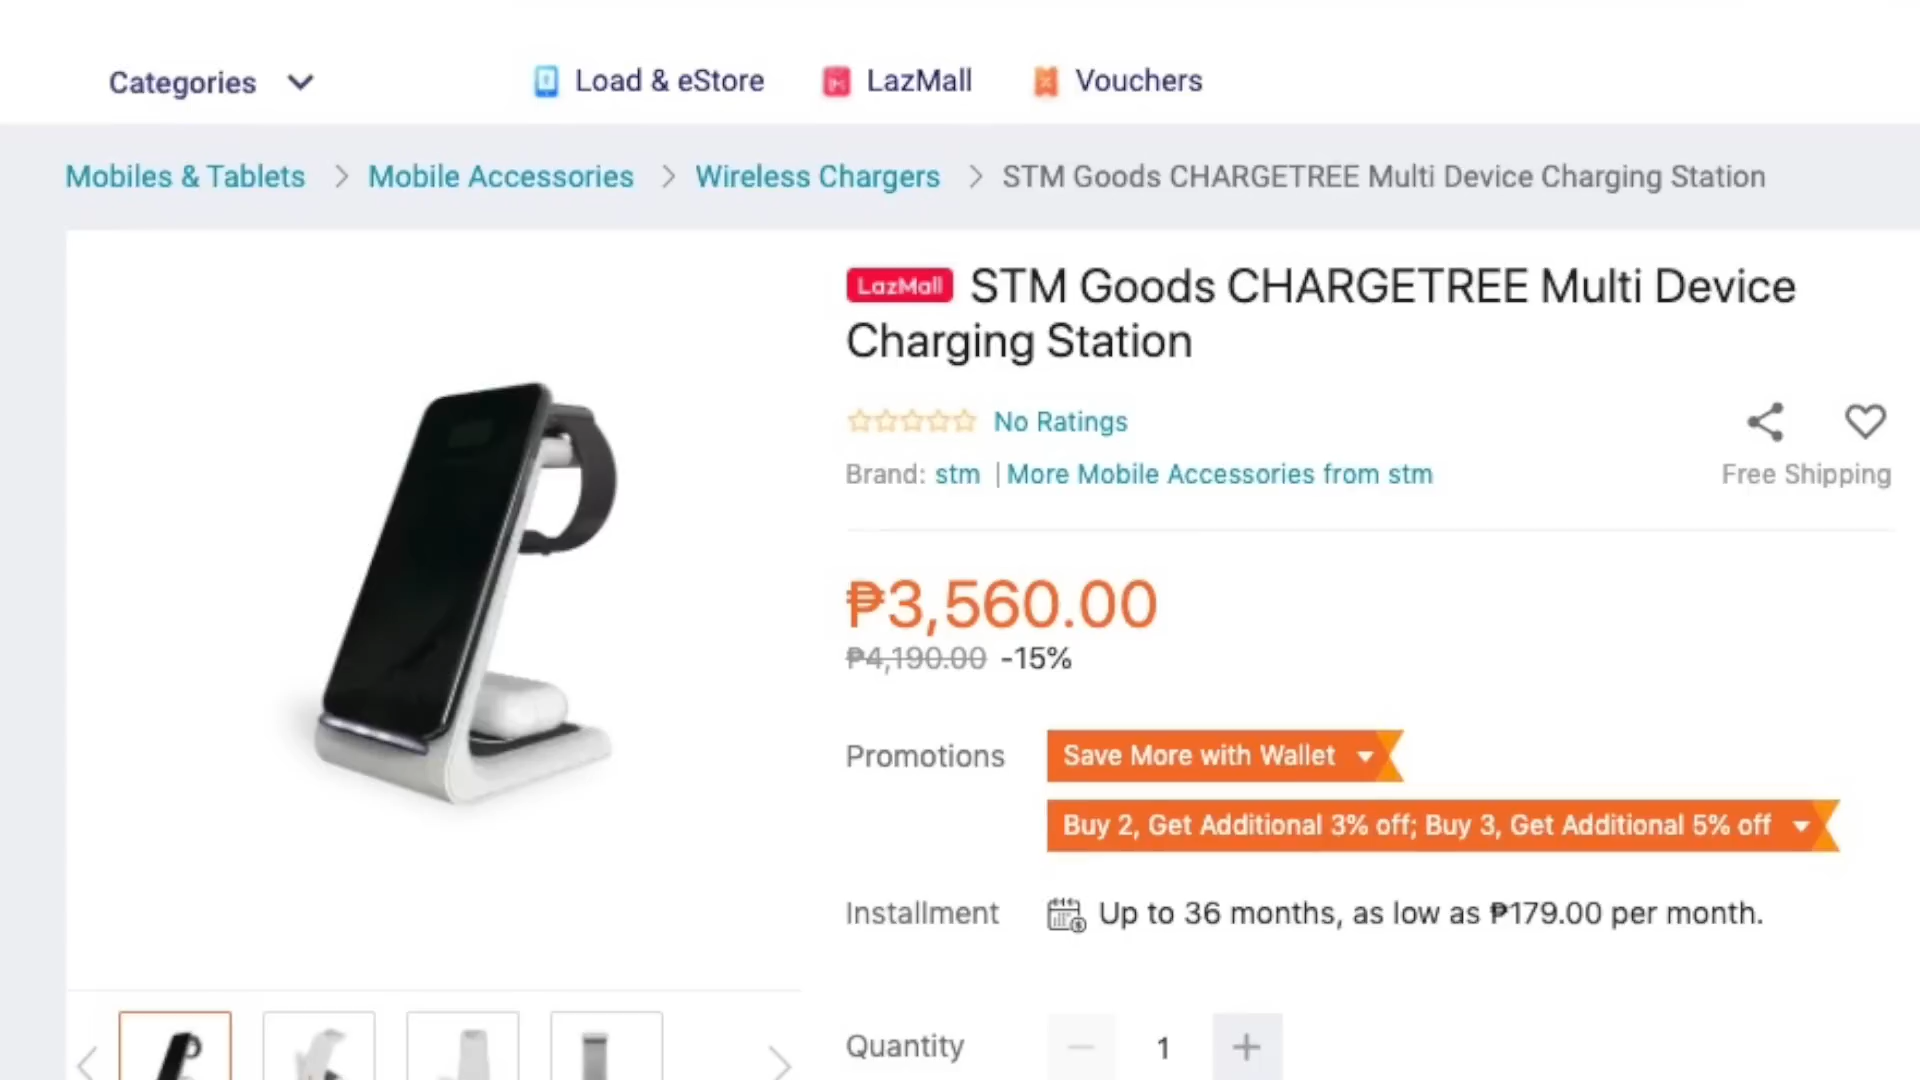 Categories
Load & eStore
LazMall
Vouchers
Mobiles & Tablets > Mobile Accessories > Wireless Chargers > STM Goods CHARGETREE Multi Device Charging Station
LazMall STM Goods CHARGETREE Multi Device
Charging Station
No Ratings
Brand: stm | More Mobile Accessories from stm
Free Shipping
₱3,560.00
₱4,190.00 -15%
Promotions
Save More with Wallet
Buy 2, Get Additional 3% off; Buy 3, Get Additional 5% off
Installment
Up to 36 months, as low as ₱179.00 per month.
Quantity
1